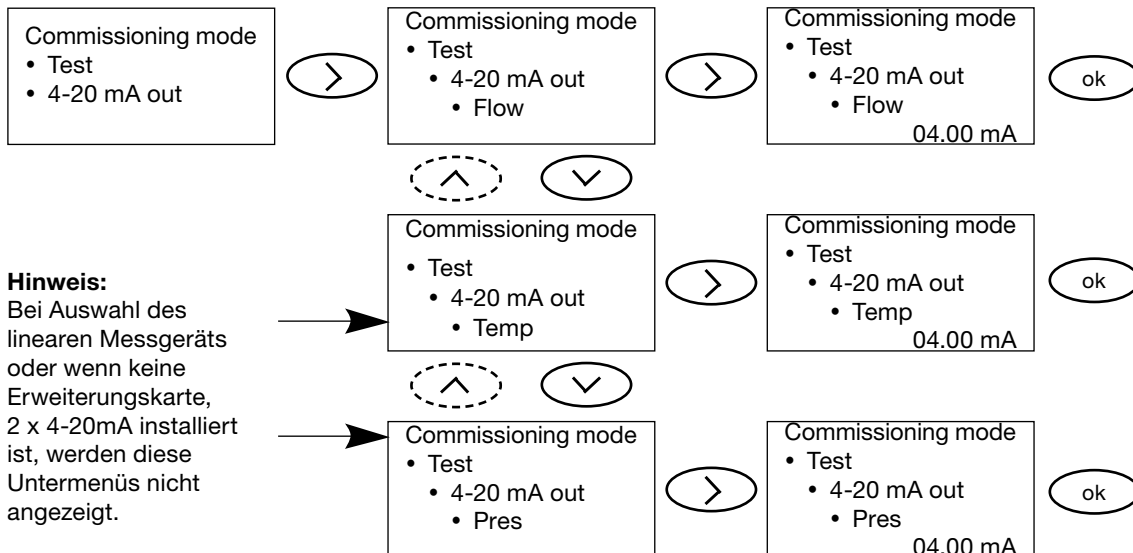 Commissioning mode
• Test
• 4-20 mA out
Commissioning mode
• Test
• 4-20 mA out
• Flow
Commissioning mode
• Test
• 4-20 mA out
• Flow
04.00 mA
ok
Hinweis:
Bei Auswahl des
linearen Messgeräts
oder wenn keine
Erweiterungskarte,
2 x 4-20mA installiert
ist, werden diese
Untermenüs nicht
angezeigt.
Commissioning mode
• Test
• 4-20 mA out
• Temp
Commissioning mode
• Test
• 4-20 mA out
• Temp
04.00 mA
ok
Commissioning mode
• Test
• 4-20 mA out
• Pres
Commissioning mode
• Test
• 4-20 mA out
• Pres
04.00 mA
ok